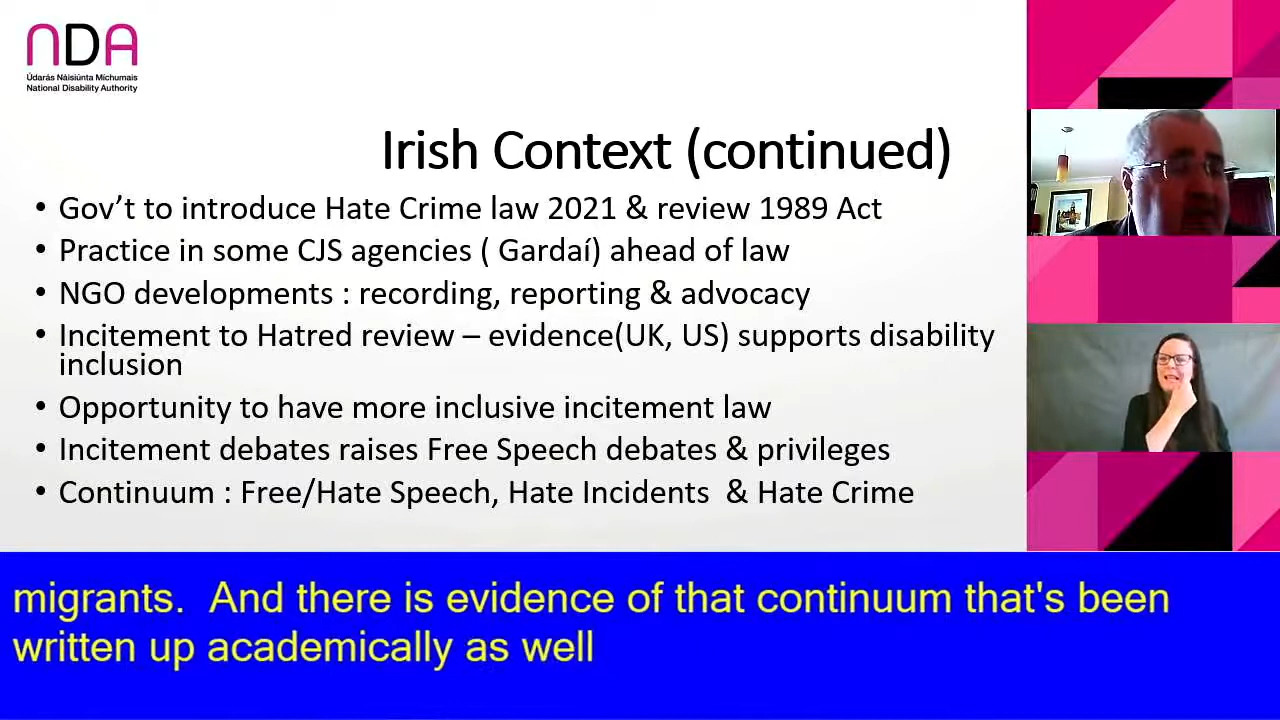 NDA
Údarás Náisiúnta Míchumais
National Disability Authority
Irish Context (continued)
• Gov’t to introduce Hate Crime law 2021 & review 1989 Act
• Practice in some CJS agencies ( Gardaí) ahead of law
• NGO developments : recording, reporting & advocacy
• Incitement to Hatred review – evidence(UK, US) supports disability
inclusion
• Opportunity to have more inclusive incitement law
• Incitement debates raises Free Speech debates & privileges
• Continuum : Free/Hate Speech, Hate Incidents & Hate Crime
migrants. And there is evidence of that continuum that's been
written up academically as well